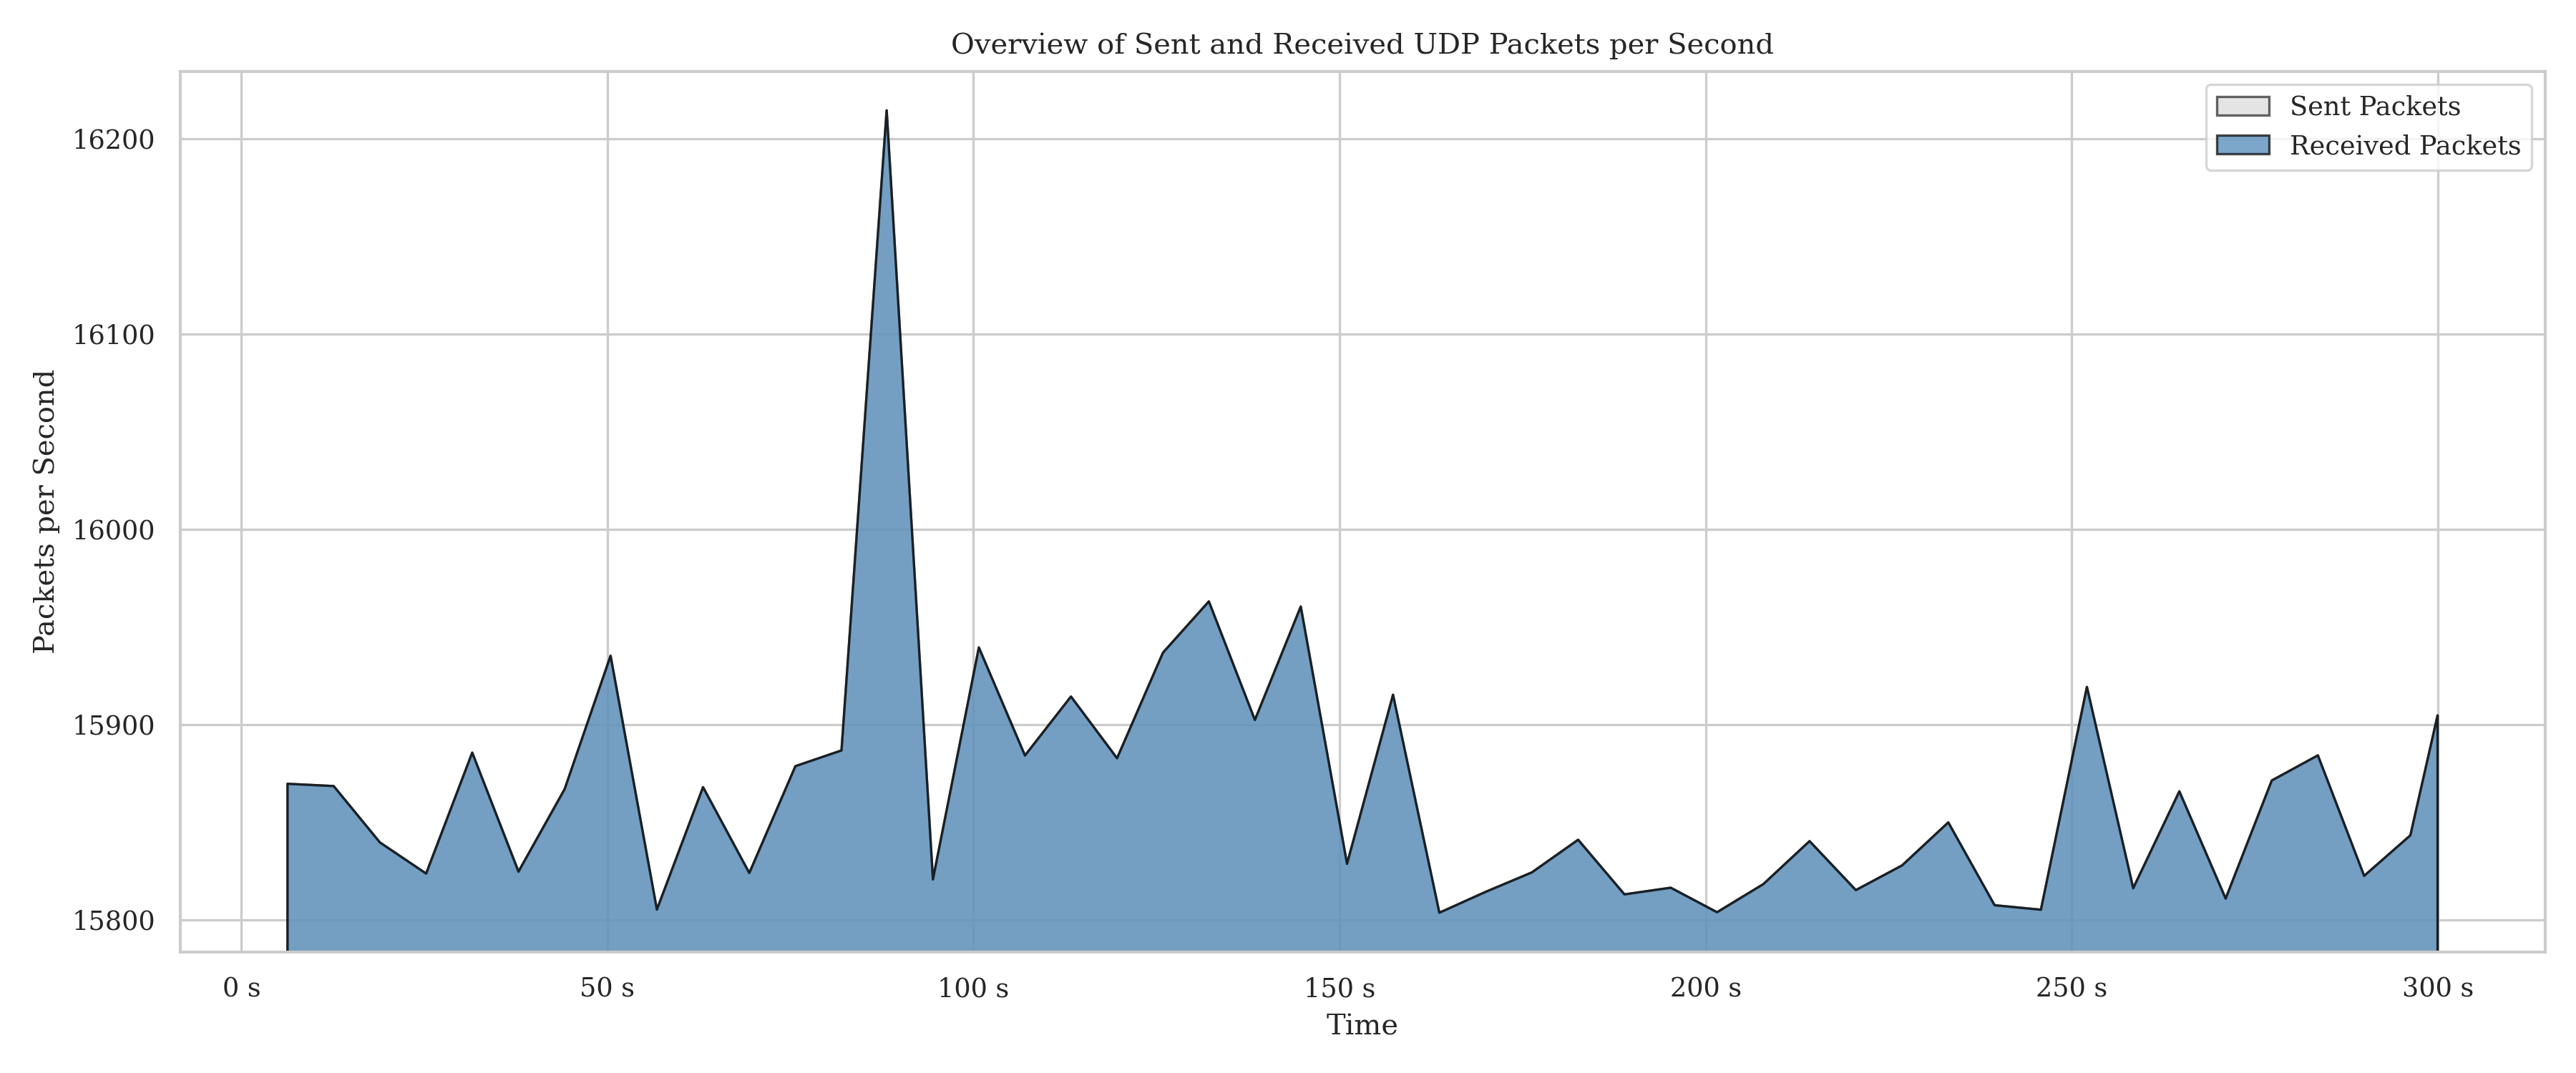 Overview of Sent and Received UDP Packets per Second
Sent Packets
Received Packets
Packets per Second
16200
16100
16000
15900
15800
0 s 50 s 100 s 150 s 200 s 250 s 300 s
Time